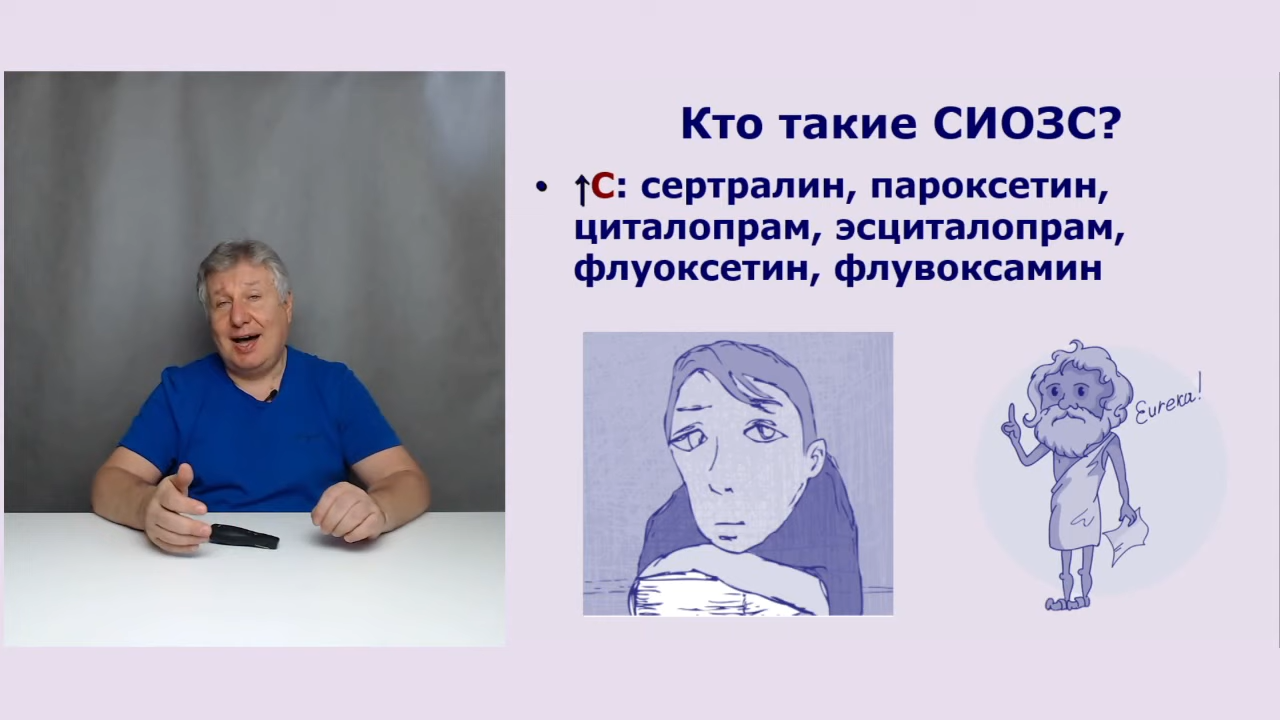 Кто такие СИОЗС?
• ↑С: сертралин, пароксетин,
циталопрам, эсциталопрам,
флуоксетин, флувоксамин
Eureka!